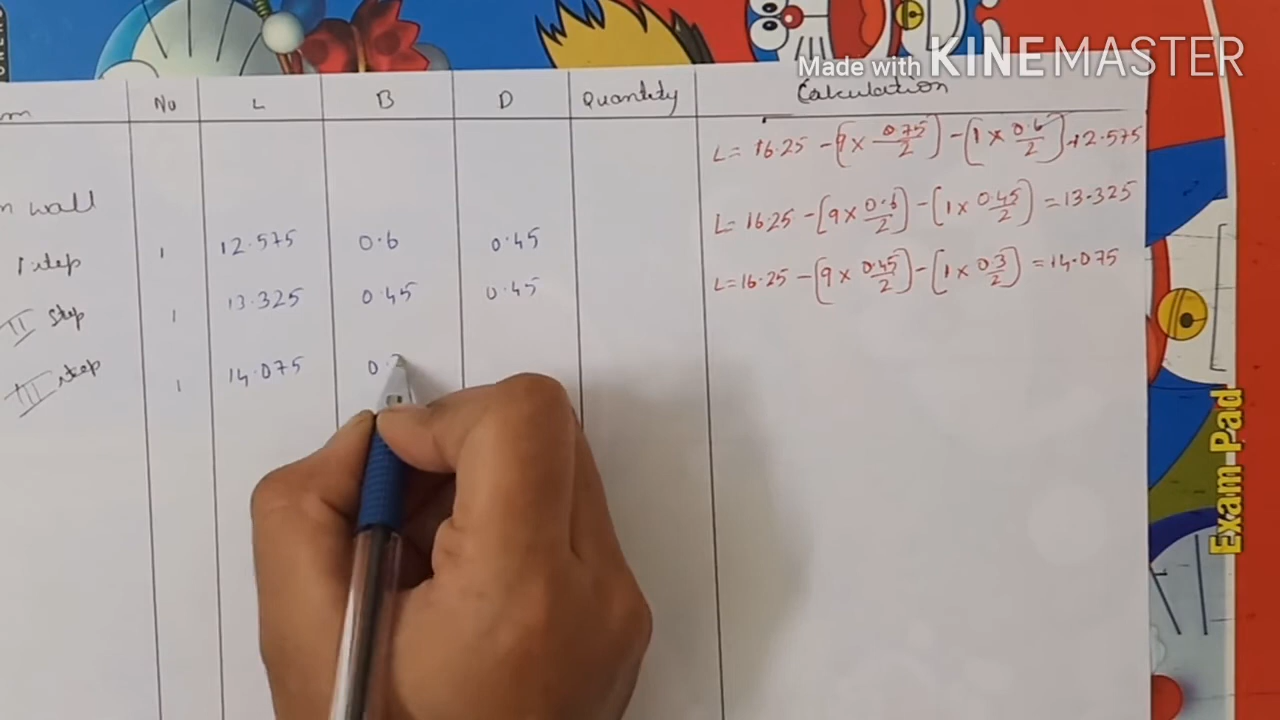 Made with KINEMASTER
No L B D Quantity Calculation
L= 16.25 - (9 × 0.75/2) - (1 × 0.6/2) 12.575
wall
I step 1 12.575 0.6 0.45
L= 16.25 - (9 × 0.6/2) - (1 × 0.45/2) = 13.325
II step 1 13.325 0.45 0.45
L= 16.25 - (9 × 0.45/2) - (1 × 0.3/2) = 14.075
III step 1 14.075 0.
Exam Pad